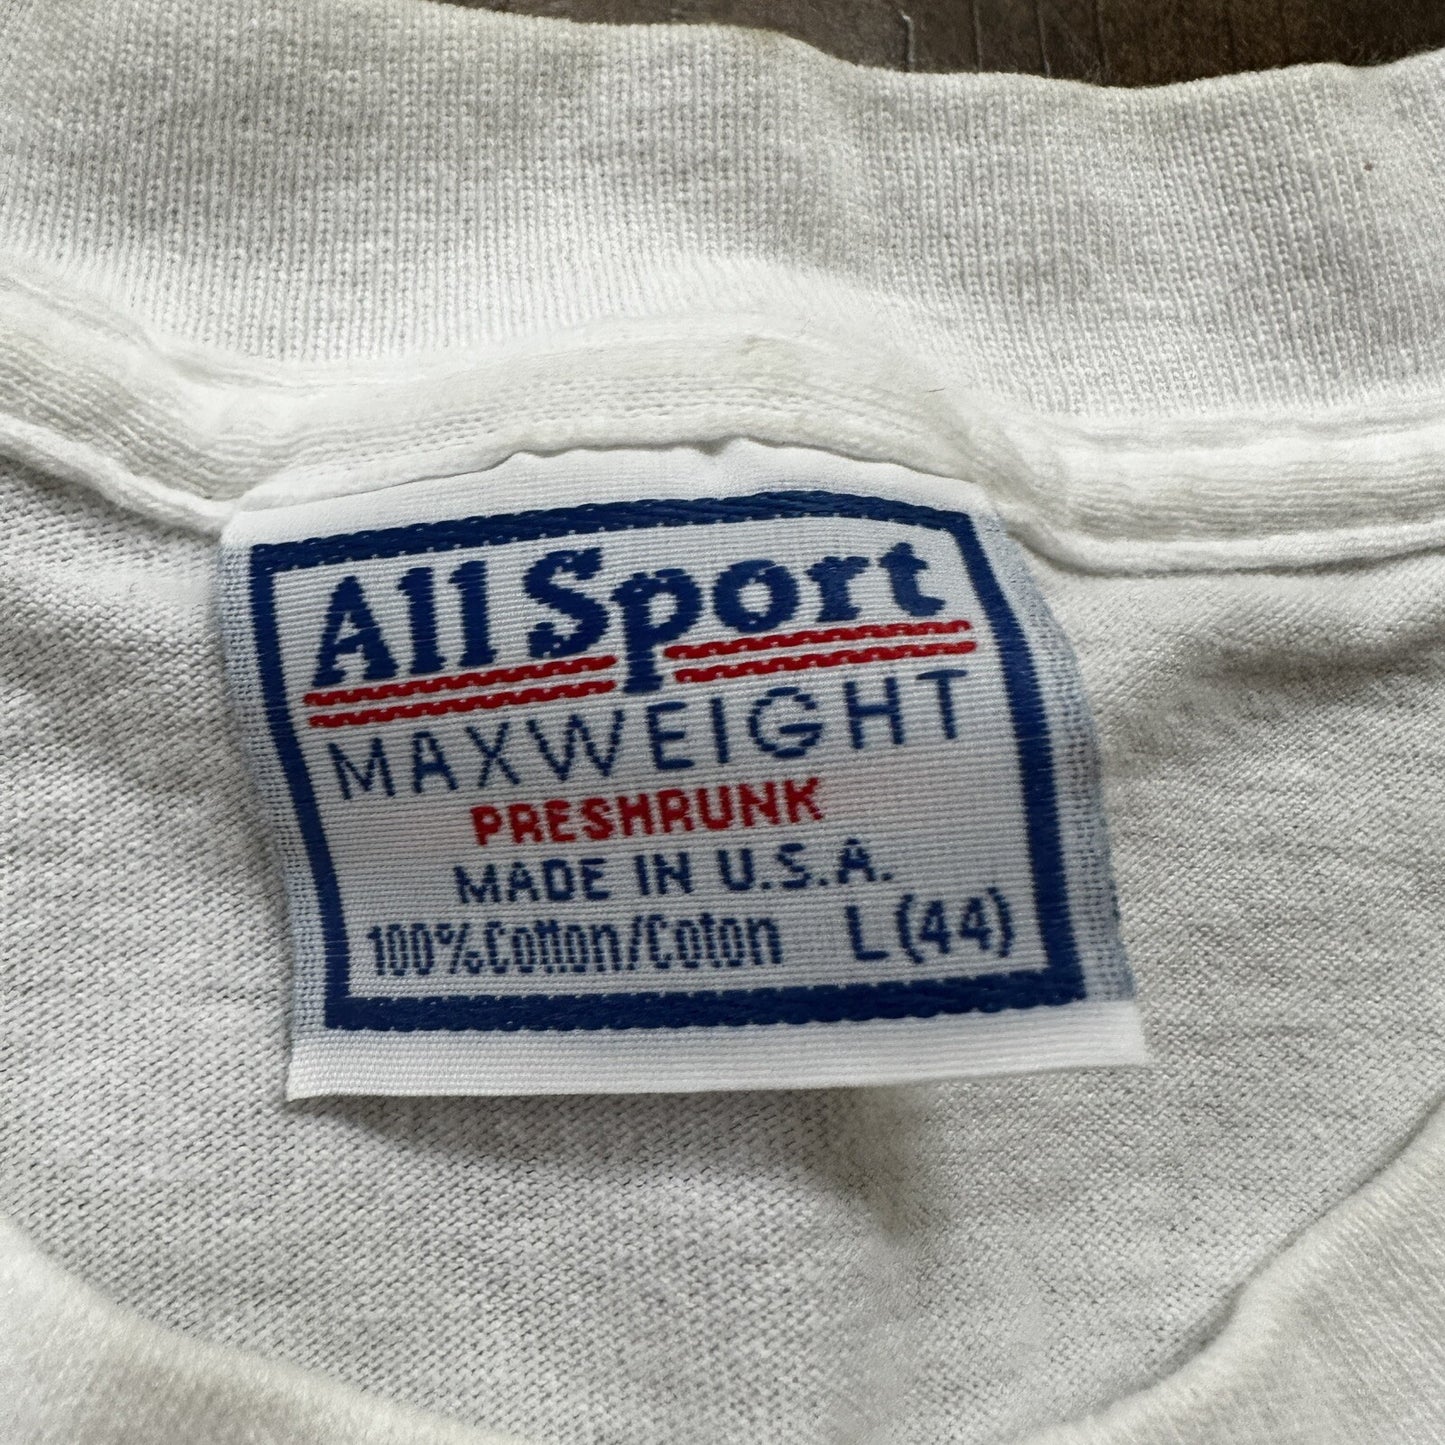 All Sport
MAXWEIGHT
PRESHRUNK
MADE IN U.S.A.
100% Cotton/Coton L (44)